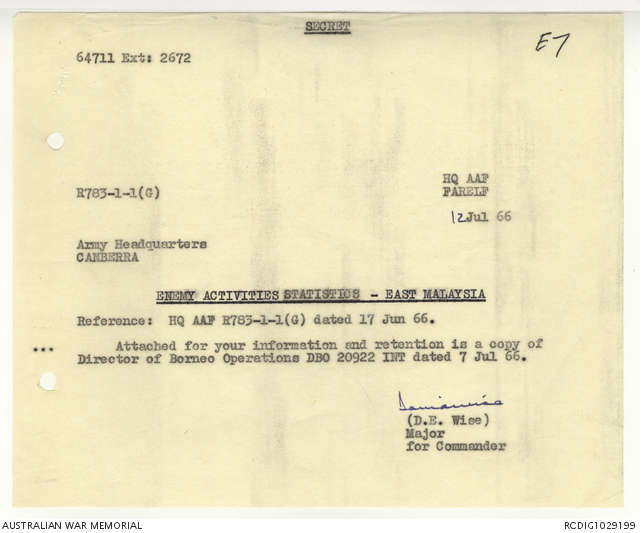 SECRET
64711 Ext: 2672
E7
HQ AAF
R783-1-1(G)
FARELF
12 Jul 66
Army Headquarters
CANBERRA
ENEMY ACTIVITIES STATISTICS - EAST MALAYSIA
Reference: HQ AAF R783-1-1(G) dated 17 Jun 66.
... Attached for your information and retention is a copy of
Director of Borneo Operations DBO 20922 INT dated 7 Jul 66.
(D.E. Wise)
Major
for Commander
AUSTRALIAN WAR MEMORIAL
RCDIG1029199